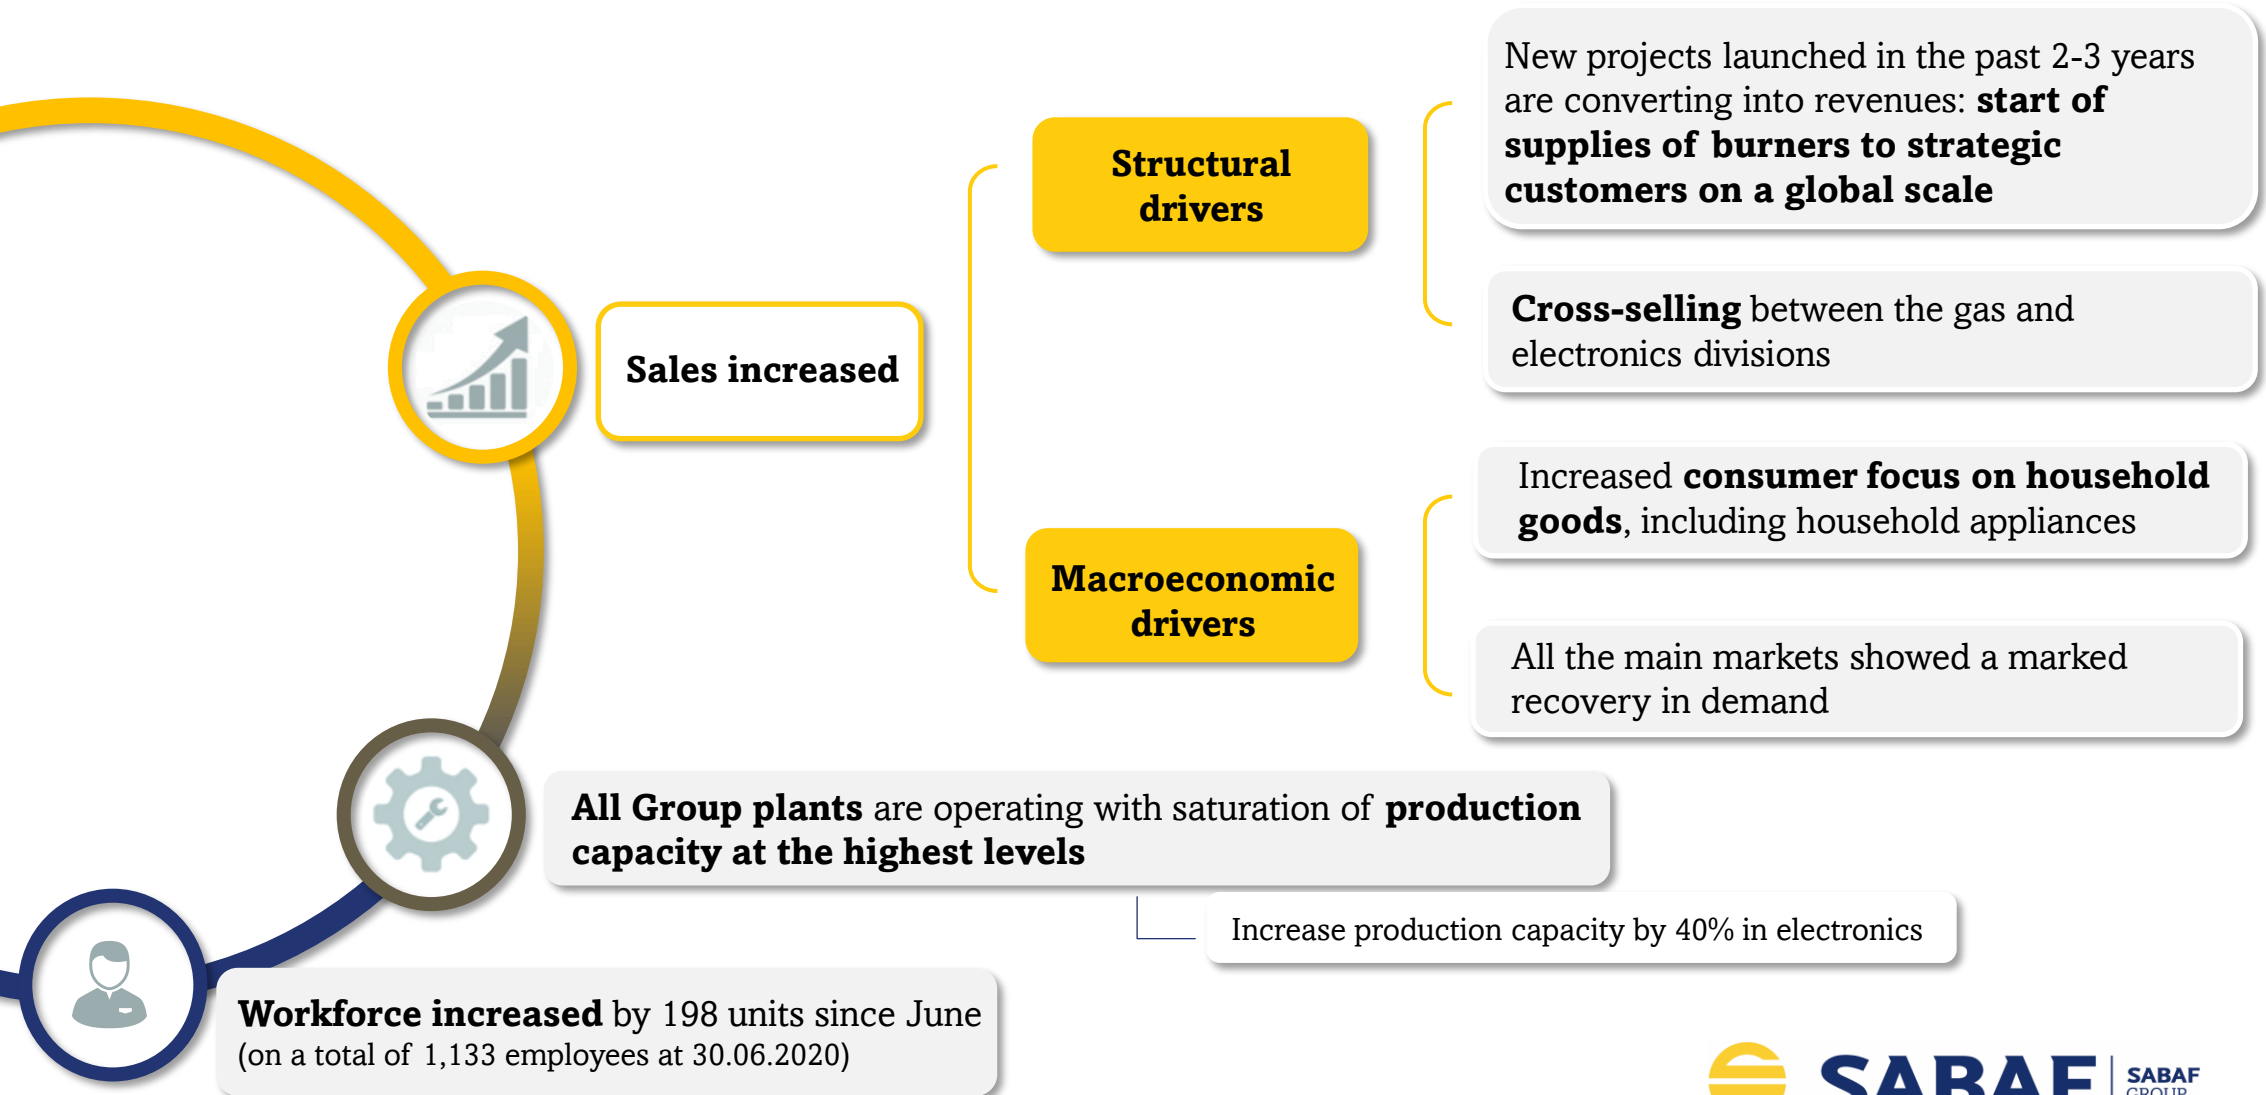 New projects launched in the past 2-3 years
are converting into revenues: start of
supplies of burners to strategic
customers on a global scale
Structural
drivers
Cross-selling between the gas and
electronics divisions
Sales increased
Increased consumer focus on household
goods, including household appliances
Macroeconomic
drivers
All the main markets showed a marked
recovery in demand
All Group plants are operating with saturation of production
capacity at the highest levels
Increase production capacity by 40% in electronics
Workforce increased by 198 units since June
(on a total of 1,133 employees at 30.06.2020)
SABAF
SABAF
GROUP